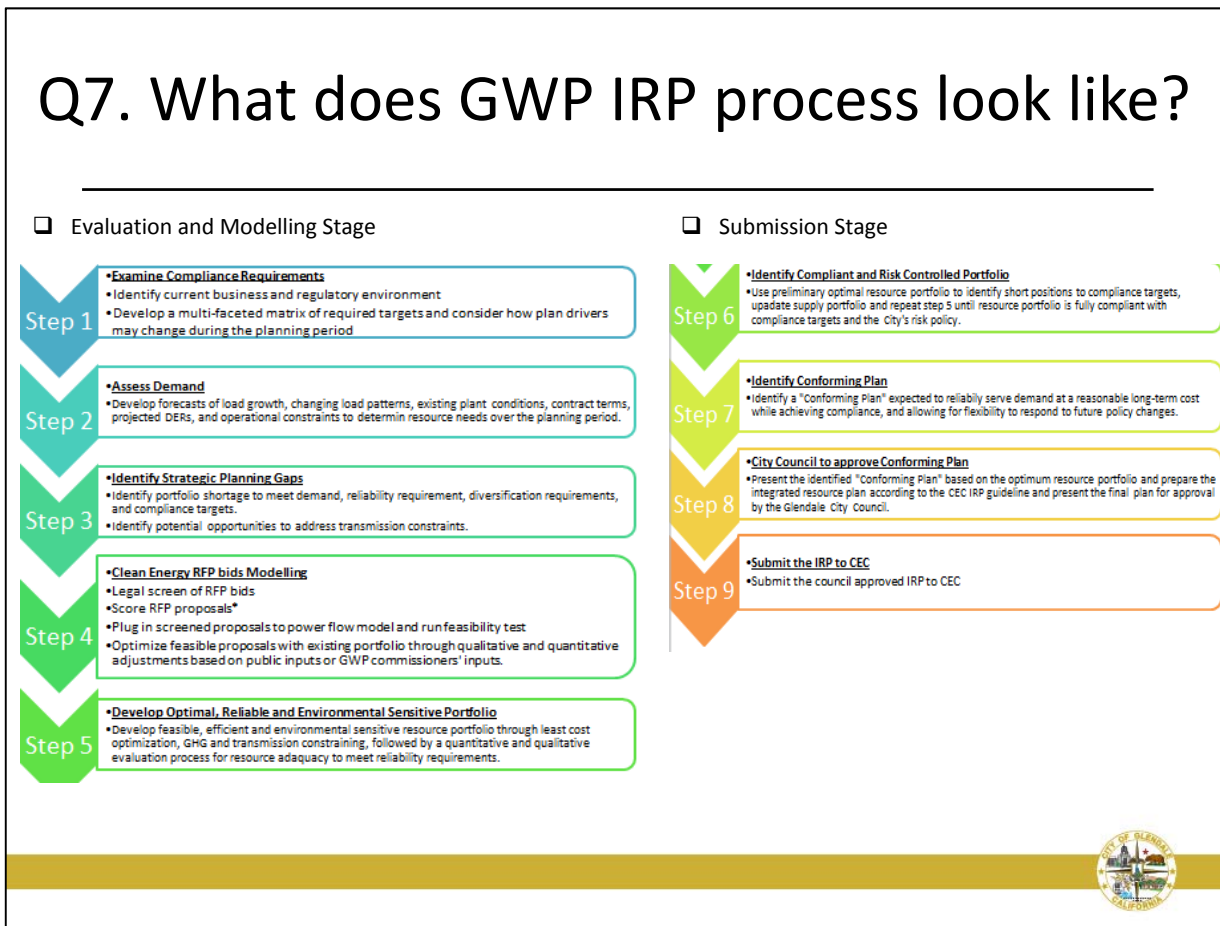 Q7. What does GWP IRP process look like?
❑ Evaluation and Modelling Stage
Step 1
•Examine Compliance Requirements
•Identify current business and regulatory environment
•Develop a multi-faceted matrix of required targets and consider how plan drivers
may change during the planning period
Step 2
•Assess Demand
•Develop forecasts of load growth, changing load patterns, existing plant conditions, contract terms,
projected DERs, and operational constraints to determin resource needs over the planning period.
Step 3
•Identify Strategic Planning Gaps
•Identify portfolio shortage to meet demand, reliability requirement, diversification requirements,
and compliance targets.
•Identify potential opportunities to address transmission constraints.
Step 4
•Clean Energy RFP bids Modelling
•Legal screen of RFP bids
•Score RFP proposals*
•Plug in screened proposals to power flow model and run feasibility test
•Optimize feasible proposals with existing portfolio through qualitative and quantitative
adjustments based on public inputs or GWP commissioners' inputs.
Step 5
•Develop Optimal, Reliable and Environmental Sensitive Portfolio
•Develop feasible, efficient and environmental sensitive resource portfolio through least cost
optimization, GHG and transmission constraining, followed by a quantitative and qualitative
evaluation process for resource adaquacy to meet reliability requirements.
❑ Submission Stage
Step 6
•Identify Compliant and Risk Controlled Portfolio
•Use preliminary optimal resource portfolio to identify short positions to compliance targets,
upadate supply portfolio and repeat step 5 until resource portfolio is fully compliant with
compliance targets and the City's risk policy.
Step 7
•Identify Conforming Plan
•Identify a "Conforming Plan" expected to reliabily serve demand at a reasonable long-term cost
while achieving compliance, and allowing for flexibility to respond to future policy changes.
Step 8
•City Council to approve Conforming Plan
•Present the identified "Conforming Plan" based on the optimum resource portfolio and prepare the
integrated resource plan according to the CEC IRP guideline and present the final plan for approval
by the Glendale City Council.
Step 9
•Submit the IRP to CEC
•Submit the council approved IRP to CEC
CITY OF GLENDALE
CALIFORNIA